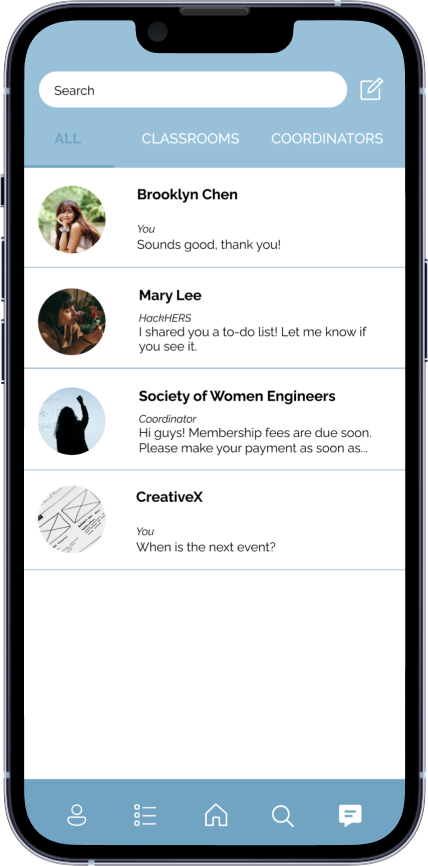 Search
ALL CLASSROOMS COORDINATORS
Brooklyn Chen
You
Sounds good, thank you!
Mary Lee
HackHERS
I shared you a to-do list! Let me know if
you see it.
Society of Women Engineers
Coordinator
Hi guys! Membership fees are due soon.
Please make your payment as soon as...
CreativeX
You
When is the next event?